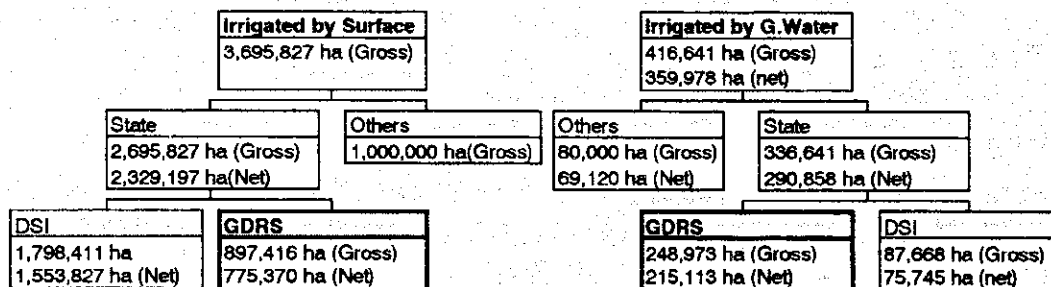 Irrigated by Surface
3,695,827 ha (Gross)
Irrigated by G.Water
416,641 ha (Gross)
359,978 ha (net)
State
2,695,827 ha (Gross)
2,329,197 ha(Net)
Others
1,000,000 ha(Gross)
Others
80,000 ha (Gross)
69,120 ha (Net)
State
336,641 ha (Gross)
290,858 ha (Net)
DSI
1,798,411 ha
1,553,827 ha (Net)
GDRS
897,416 ha (Gross)
775,370 ha (Net)
GDRS
248,973 ha (Gross)
215,113 ha (Net)
DSI
87,668 ha (Gross)
75,745 ha (net)